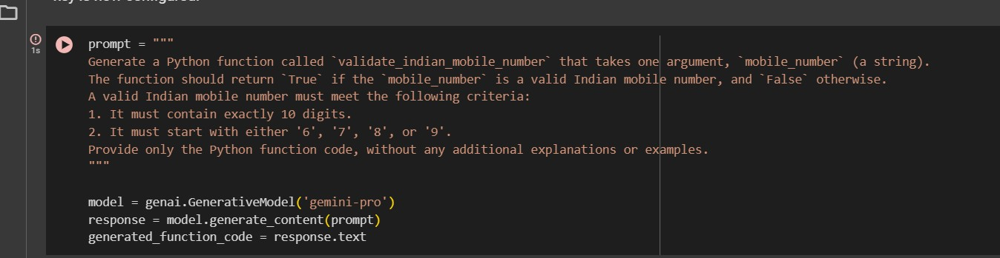 1s
prompt = """
Generate a Python function called `validate_indian_mobile_number` that takes one argument, `mobile_number` (a string).
The function should return `True` if the `mobile_number` is a valid Indian mobile number, and `False` otherwise.
A valid Indian mobile number must meet the following criteria:
1. It must contain exactly 10 digits.
2. It must start with either '6', '7', '8', or '9'.
Provide only the Python function code, without any additional explanations or examples.
"""
model = genai.GenerativeModel('gemini-pro')
response = model.generate_content(prompt)
generated_function_code = response.text